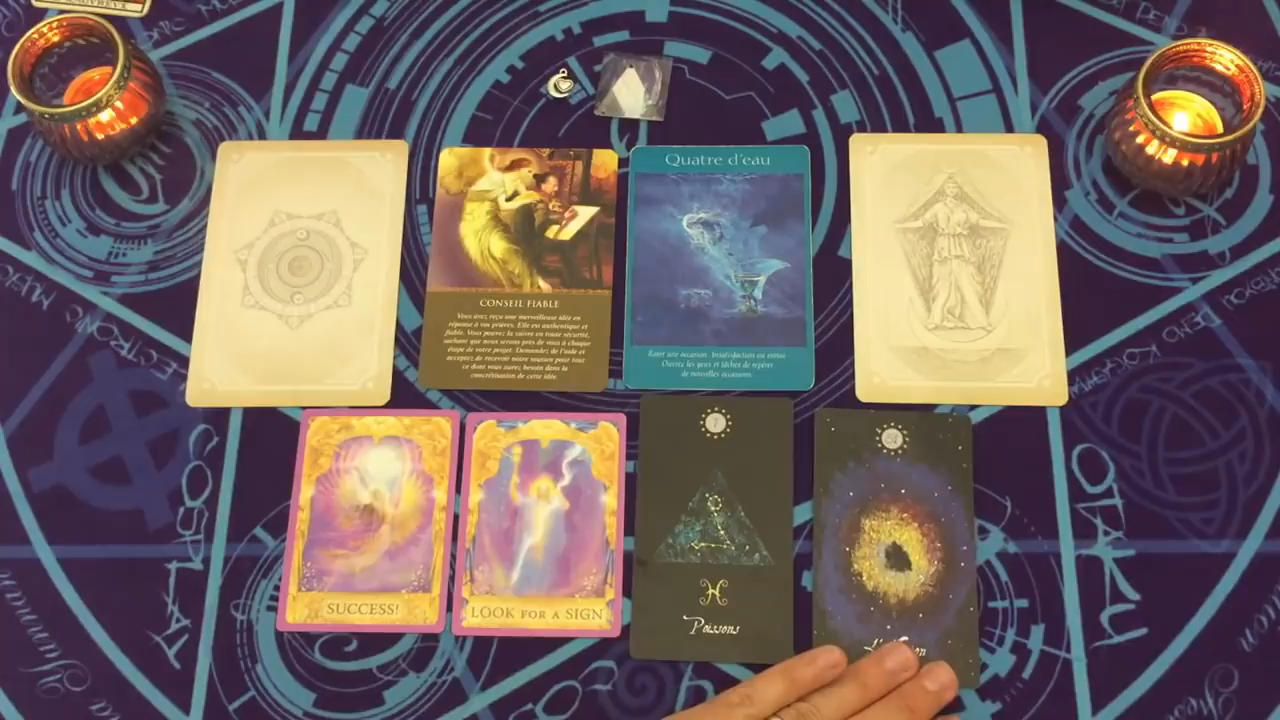 Quatre d'eau
CONSEIL FIABLE
Vous avez reçu une merveilleuse idée en
réponse à vos prières. Elle est authentique et
fiable. Vous pouvez la suivre en toute sécurité,
sachant que nous serons près de vous à chaque
étape de votre projet. Demandez de l'aide et
acceptez de recevoir notre soutien pour tout
ce dont vous aurez besoin dans la
concrétisation de cette idée.
Rater une occasion. Insatisfaction ou ennui
Ouvrez les yeux et tâchez de repérer
de nouvelles occasions.
SUCCESS!
LOOK FOR A SIGN
Poissons
COSPLAY
OTAKU